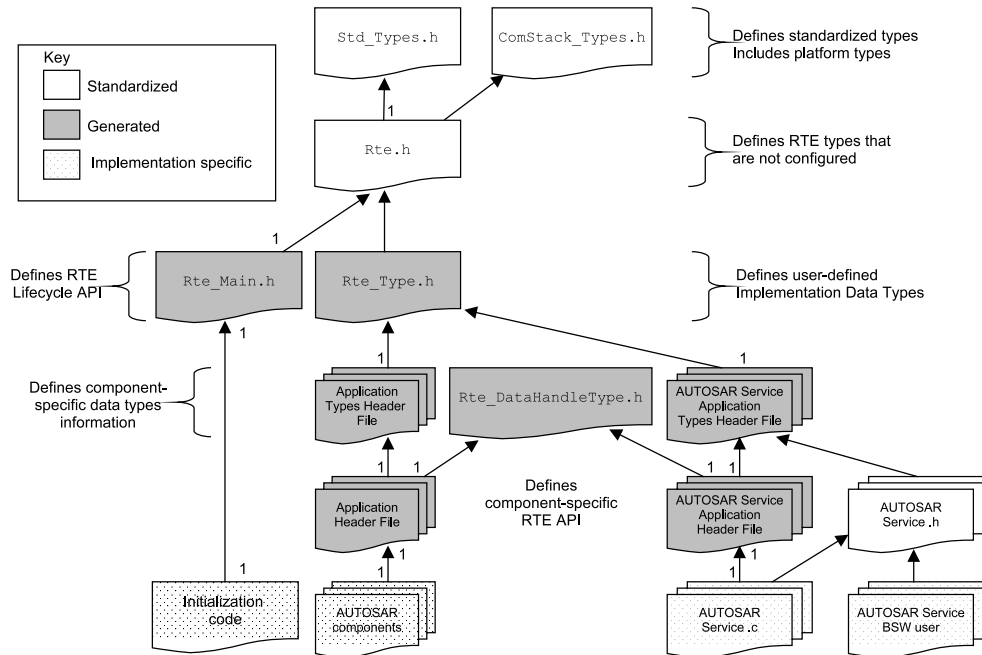 Std_Types.h
ComStack_Types.h
Defines standardized types
Includes platform types
Key
Standardized
Generated
Implementation specific
1
Rte.h
Defines RTE types that
are not configured
1
Defines RTE
Lifecycle API
Rte_Main.h
Rte_Type.h
Defines user-defined
Implementation Data Types
1
1
1
Defines component-
specific data types
information
Application
Types Header
File
Rte_DataHandleType.h
AUTOSAR Service
Application
Types Header File
1
1
1
1
Application
Header File
Defines
component-specific
RTE API
AUTOSAR Service
Application
Header File
AUTOSAR
Service .h
1
1
1
1
1
Initialization
code
AUTOSAR
components
AUTOSAR
Service .c
AUTOSAR Service
BSW user